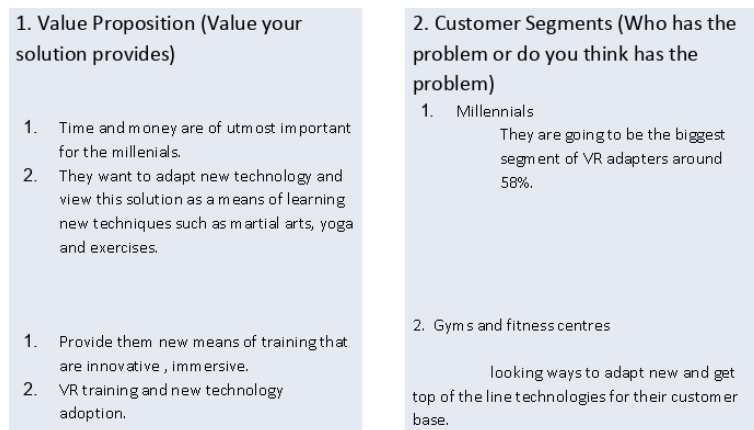 1. Value Proposition (Value your
solution provides)
1. Time and money are of utmost important
for the millenials.
2. They want to adapt new technology and
view this solution as a means of learning
new techniques such as martial arts, yoga
and exercises.
1. Provide them new means of training that
are innovative , immersive.
2. VR training and new technology
adoption.
2. Customer Segments (Who has the
problem or do you think has the
problem)
1. Millennials
They are going to be the biggest
segment of VR adapters around
58%.
2. Gyms and fitness centres
looking ways to adapt new and get
top of the line technologies for their customer
base.